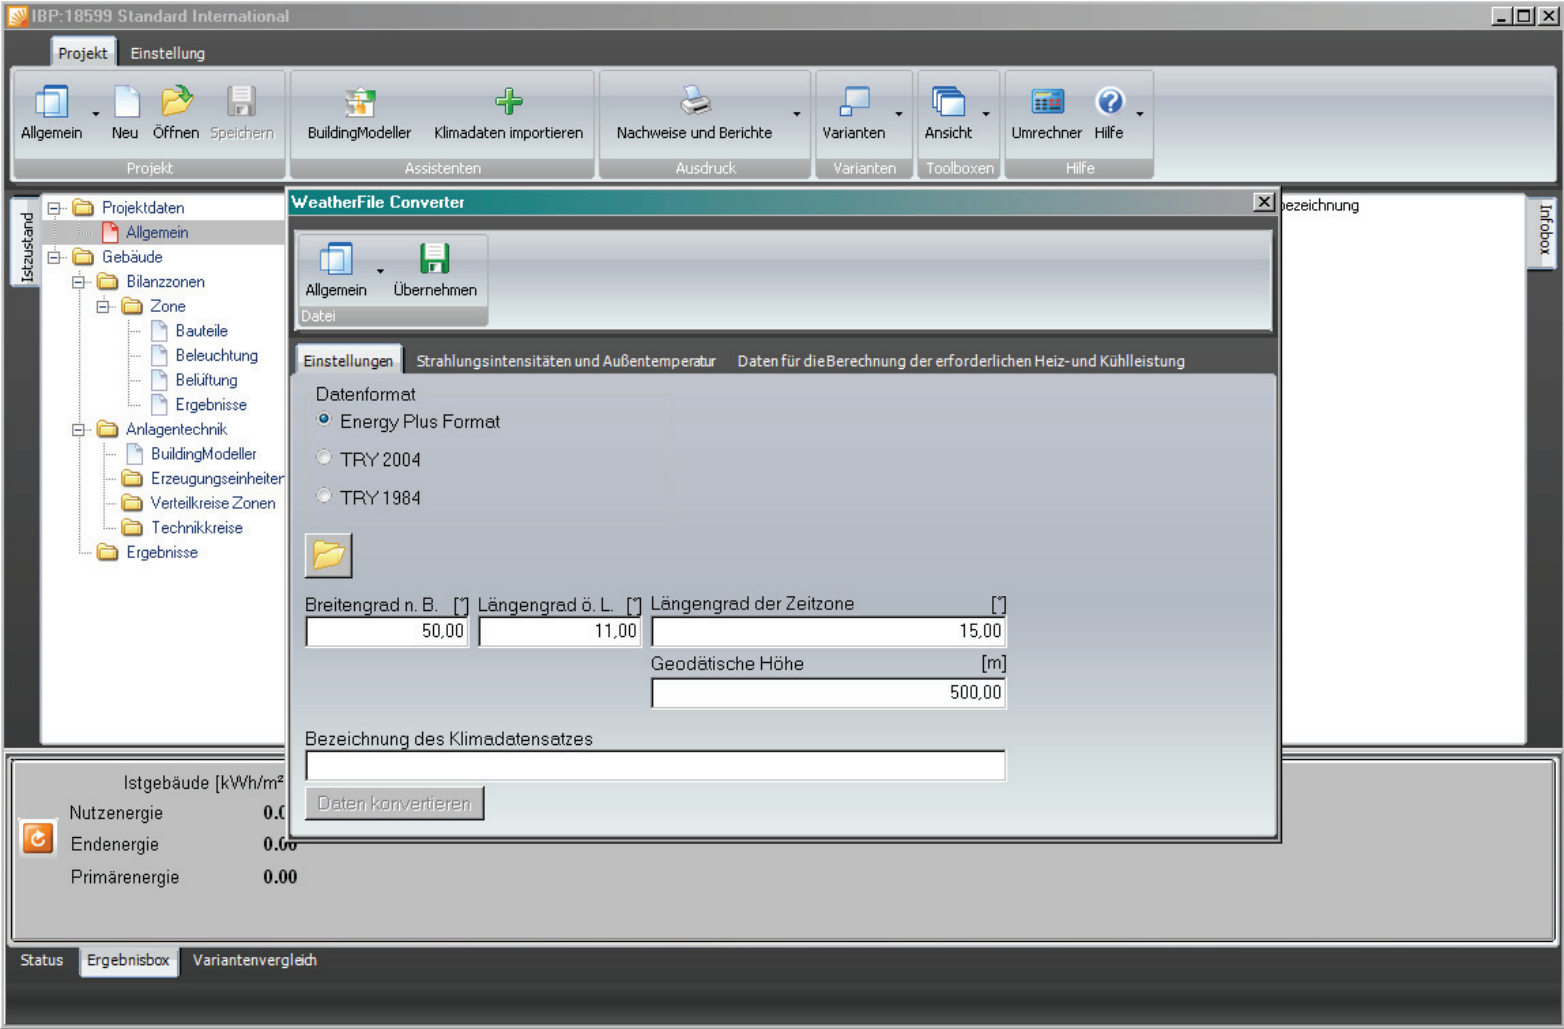 IBP:18599 Standard International
Projekt Einstellung
Allgemein Neu Öffnen Speichern BuildingModeller Klimadaten importieren Nachweise und Berichte Varianten Ansicht Umrechner Hilfe
Projekt Assistenten Ausdruck Varianten Toolboxen Hilfe
Istzustand
Projektdaten
Allgemein
Gebäude
Bilanzzonen
Zone
Bauteile
Beleuchtung
Belüftung
Ergebnisse
Anlagentechnik
BuildingModeller
Erzeugungseinheiten
Verteilkreise Zonen
Technikkreise
Ergebnisse
WeatherFile Converter
Allgemein Übernehmen
Datei
Einstellungen Strahlungsintensitäten und Außentemperatur Daten für die Berechnung der erforderlichen Heiz- und Kühlleistung
Datenformat
Energy Plus Format
TRY 2004
TRY 1984
Breitengrad n. B. [°] Längengrad ö. L. [°] Längengrad der Zeitzone [°]
50,00 11,00 15,00
Geodätische Höhe [m]
500,00
Bezeichnung des Klimadatensatzes
Daten konvertieren
bezeichnung
Infobox
Istgebäude [kWh/m²
Nutzenergie 0.0
Endenergie 0.00
Primärenergie 0.00
Status Ergebnisbox Variantenvergleich